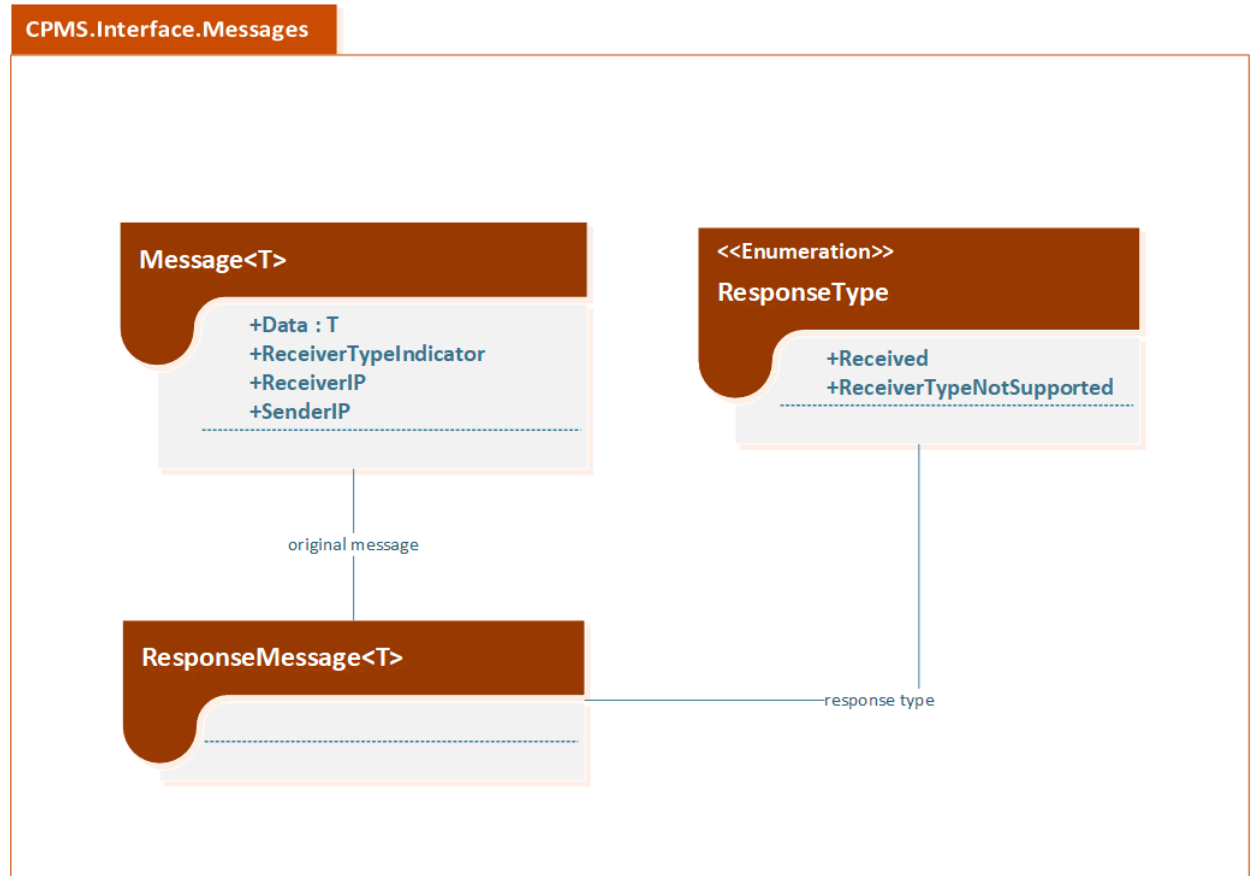 CPMS.Interface.Messages
Message<T>
+Data : T
+ReceiverTypeIndicator
+ReceiverIP
+SenderIP
<<Enumeration>>
ResponseType
+Received
+ReceiverTypeNotSupported
original message
ResponseMessage<T>
response type